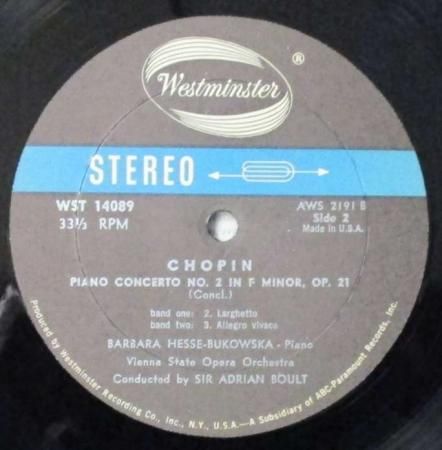 Westminster
®
STEREO
WST 14089
33⅓ RPM
AWS 2191 B
Side 2
Made in U.S.A.
CHOPIN
PIANO CONCERTO NO. 2 IN F MINOR, OP. 21
(Concl.)
band one: 2. Larghetto
band two: 3. Allegro vivace
BARBARA HESSE-BUKOWSKA - Piano
Vienna State Opera Orchestra
Conducted by SIR ADRIAN BOULT
Produced by Westminster Recording Co., Inc., N.Y., U.S.A.—A Subsidiary of ABC-Paramount Records, Inc.